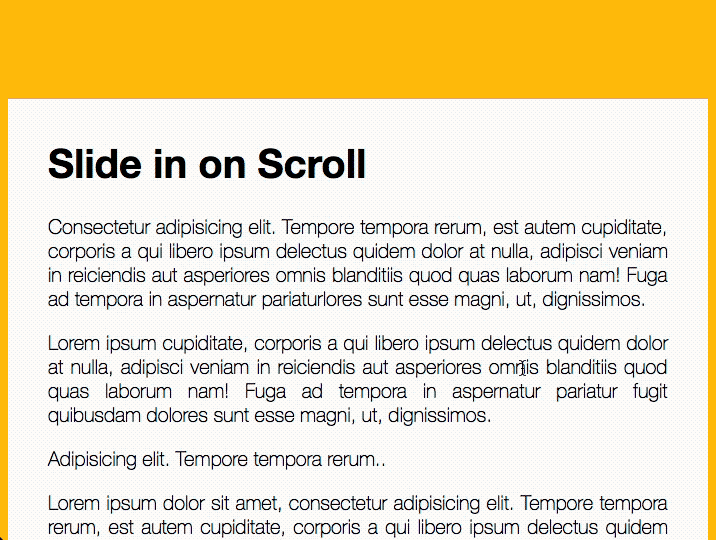 Slide in on Scroll
Consectetur adipisicing elit. Tempore tempora rerum, est autem cupiditate,
corporis a qui libero ipsum delectus quidem dolor at nulla, adipisci veniam
in reiciendis aut asperiores omnis blanditiis quod quas laborum nam! Fuga
ad tempora in aspernatur pariaturlores sunt esse magni, ut, dignissimos.
Lorem ipsum cupiditate, corporis a qui libero ipsum delectus quidem dolor
at nulla, adipisci veniam in reiciendis aut asperiores omnis blanditiis quod
quas laborum nam! Fuga ad tempora in aspernatur pariatur fugit
quibusdam dolores sunt esse magni, ut, dignissimos.
Adipisicing elit. Tempore tempora rerum..
Lorem ipsum dolor sit amet, consectetur adipisicing elit. Tempore tempora
rerum, est autem cupiditate, corporis a qui libero ipsum delectus quidem